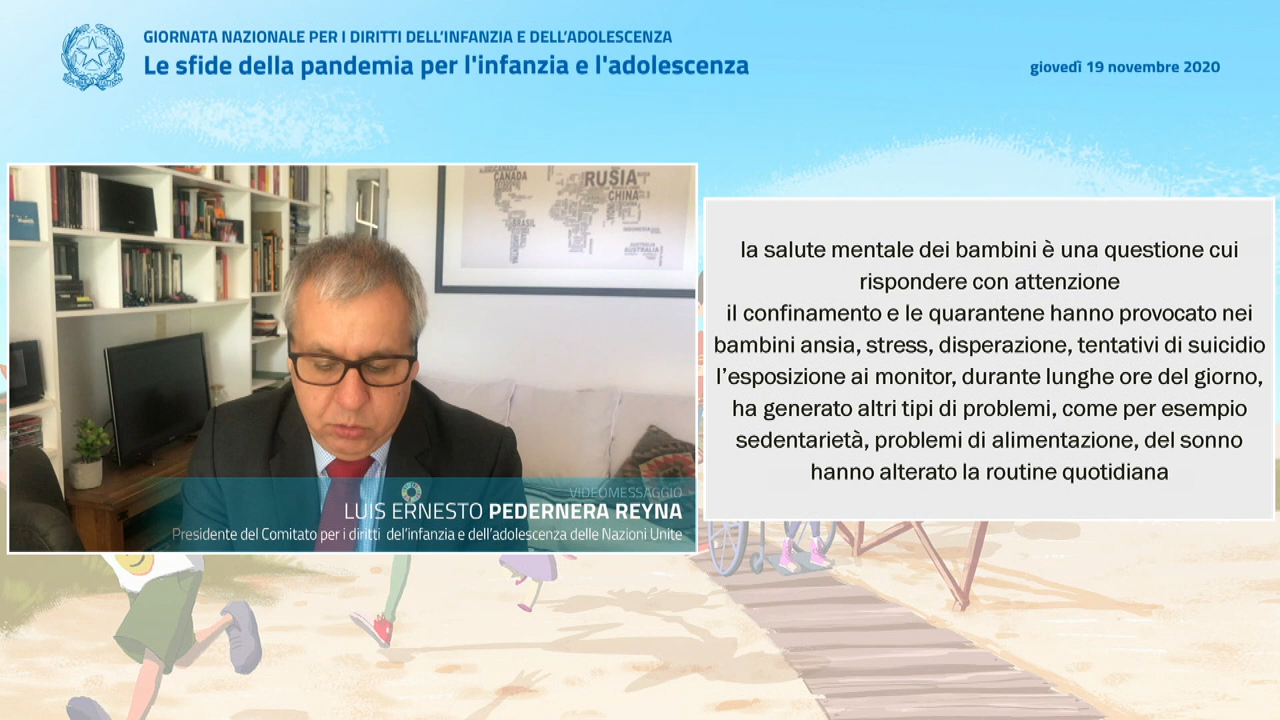 GIORNATA NAZIONALE PER I DIRITTI DELL'INFANZIA E DELL'ADOLESCENZA
Le sfide della pandemia per l'infanzia e l'adolescenza
giovedì 19 novembre 2020
CANADA
RUSIA
CHINA
BRASIL
INDONESIA
AUSTRALIA
la salute mentale dei bambini è una questione cui
rispondere con attenzione
il confinamento e le quarantene hanno provocato nei
bambini ansia, stress, disperazione, tentativi di suicidio
l'esposizione ai monitor, durante lunghe ore del giorno,
ha generato altri tipi di problemi, come per esempio
sedentarietà, problemi di alimentazione, del sonno
hanno alterato la routine quotidiana
VIDEOMESSAGGIO
LUIS ERNESTO PEDERNERA REYNA
Presidente del Comitato per i diritti del'infanzia e dell'adolescenza delle Nazioni Unite